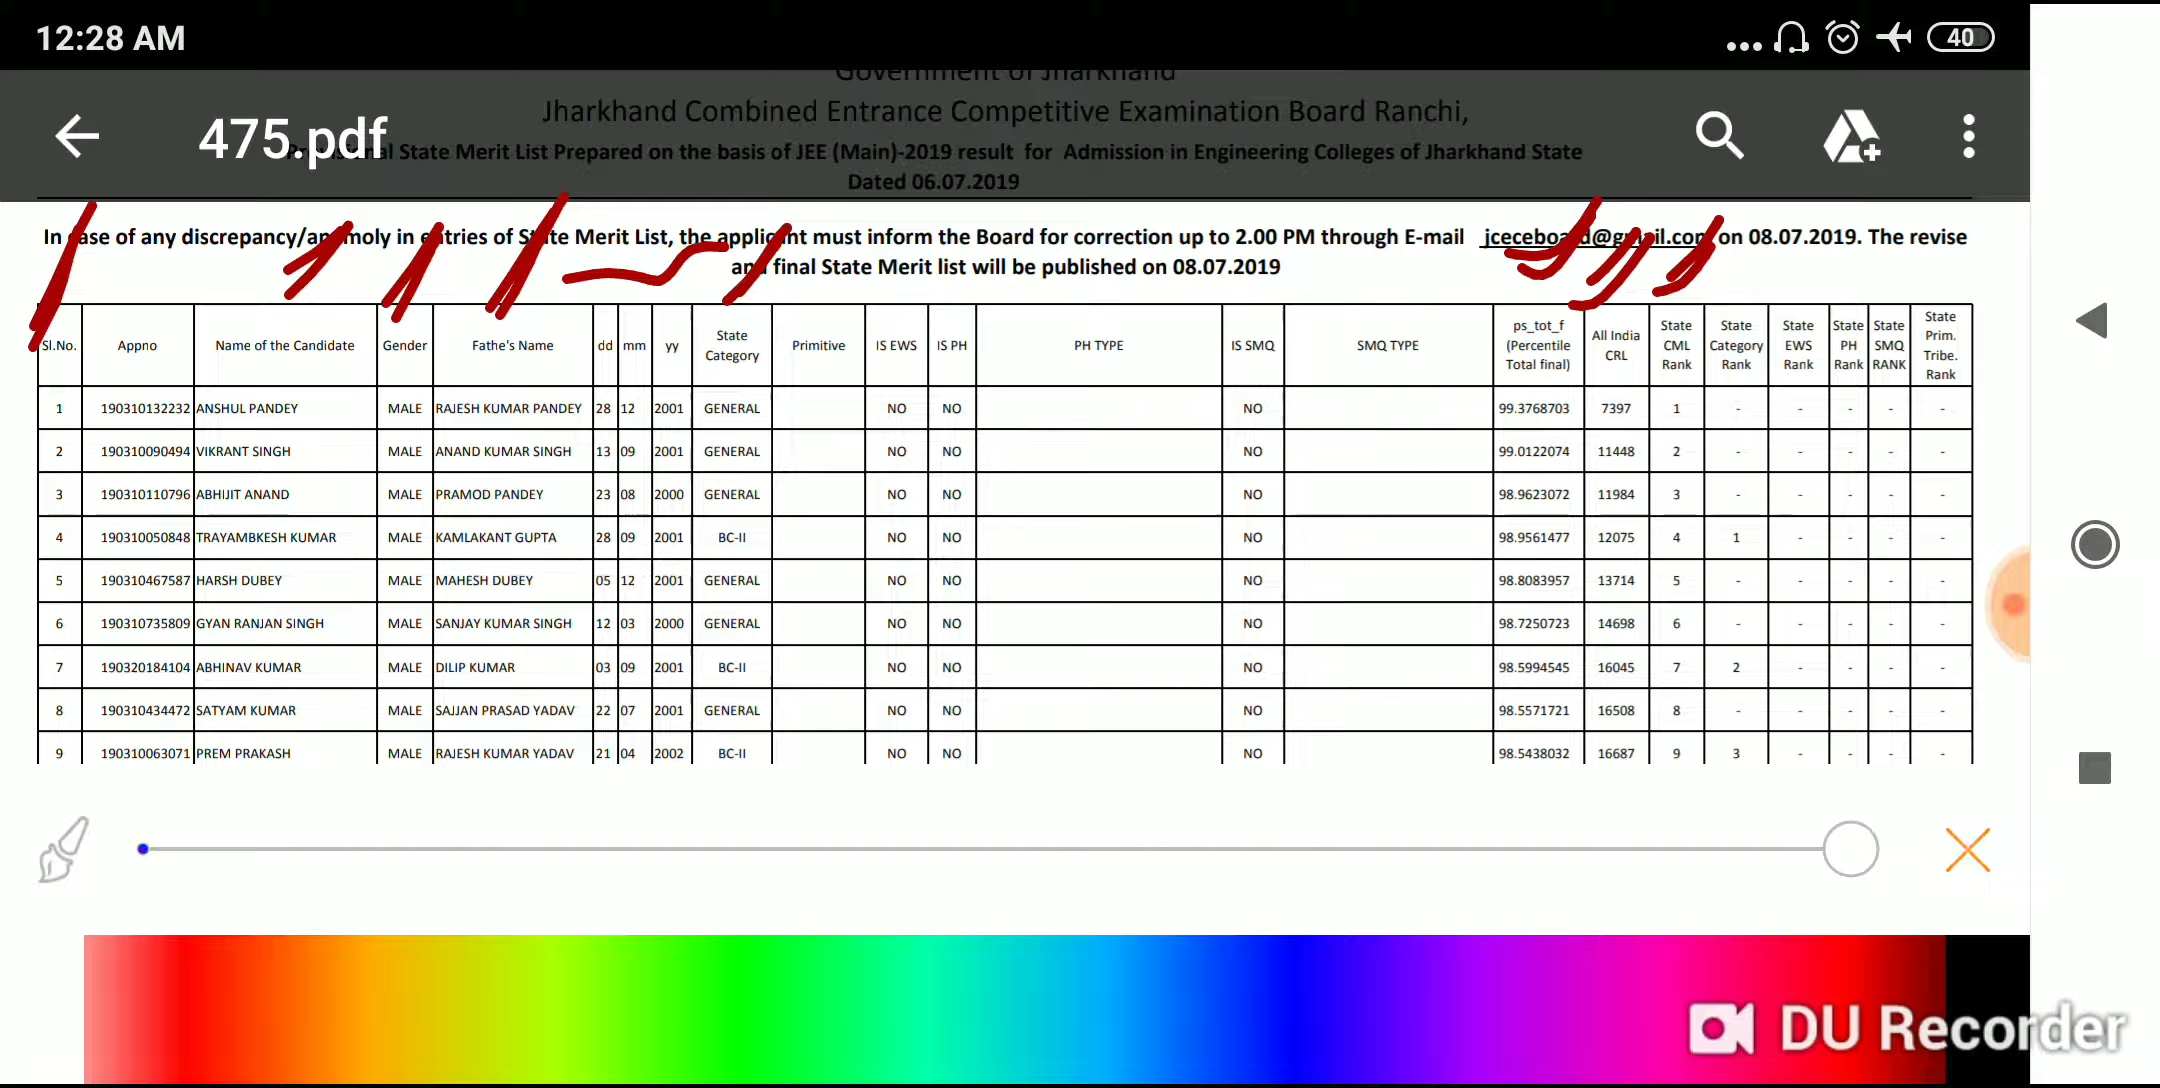 12:28 AM
40
Government of Jharkhand
Jharkhand Combined Entrance Competitive Examination Board Ranchi,
475.pdf
Provisional State Merit List Prepared on the basis of JEE (Main)-2019 result for Admission in Engineering Colleges of Jharkhand State
Dated 06.07.2019
In case of any discrepancy/anomoly in entries of State Merit List, the applicant must inform the Board for correction up to 2.00 PM through E-mail jceceboard@gmail.com on 08.07.2019. The revise
and final State Merit list will be published on 08.07.2019
Sl.No. Appno Name of the Candidate Gender Fathe's Name dd mm yy State Category Primitive IS EWS IS PH PH TYPE IS SMQ SMQ TYPE ps_tot_f (Percentile Total final) All India CRL State CML Rank State Category Rank State EWS Rank State PH Rank State SMQ RANK State Prim. Tribe. Rank
1 190310132232 ANSHUL PANDEY MALE RAJESH KUMAR PANDEY 28 12 2001 GENERAL NO NO NO 99.3768703 7397 1 - - - - -
2 190310090494 VIKRANT SINGH MALE ANAND KUMAR SINGH 13 09 2001 GENERAL NO NO NO 99.0122074 11448 2 - - - - -
3 190310110796 ABHIJIT ANAND MALE PRAMOD PANDEY 23 08 2000 GENERAL NO NO NO 98.9623072 11984 3 - - - - -
4 190310050848 TRAYAMBKESH KUMAR MALE KAMLAKANT GUPTA 28 09 2001 BC-II NO NO NO 98.9561477 12075 4 1 - - - -
5 190310467587 HARSH DUBEY MALE MAHESH DUBEY 05 12 2001 GENERAL NO NO NO 98.8083957 13714 5 - - - - -
6 190310735809 GYAN RANJAN SINGH MALE SANJAY KUMAR SINGH 12 03 2000 GENERAL NO NO NO 98.7250723 14698 6 - - - - -
7 190320184104 ABHINAV KUMAR MALE DILIP KUMAR 03 09 2001 BC-II NO NO NO 98.5994545 16045 7 2 - - - -
8 190310434472 SATYAM KUMAR MALE SAJJAN PRASAD YADAV 22 07 2001 GENERAL NO NO NO 98.5571721 16508 8 - - - - -
9 190310063071 PREM PRAKASH MALE RAJESH KUMAR YADAV 21 04 2002 BC-II NO NO NO 98.5438032 16687 9 3 - - - -
DU Recorder